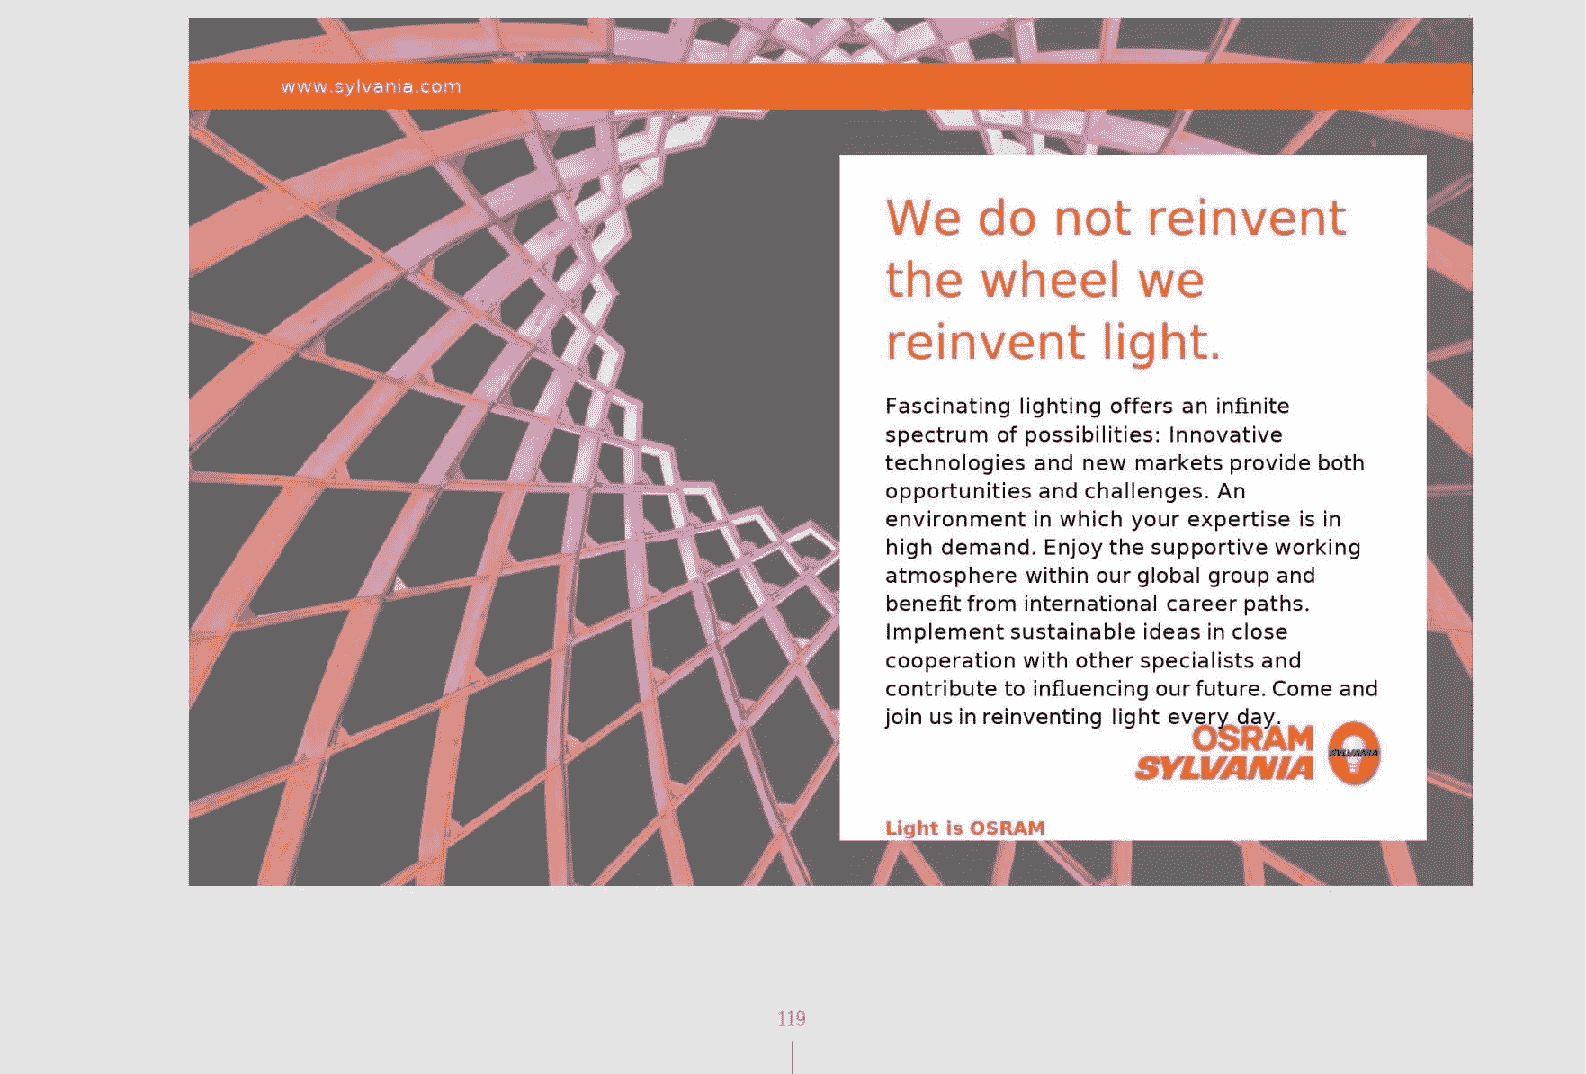 www.sylvania.com
We do not reinvent
the wheel we
reinvent light.
Fascinating lighting offers an infinite
spectrum of possibilities: Innovative
technologies and new markets provide both
opportunities and challenges. An
environment in which your expertise is in
high demand. Enjoy the supportive working
atmosphere within our global group and
benefit from international career paths.
Implement sustainable ideas in close
cooperation with other specialists and
contribute to influencing our future. Come and
join us in reinventing light every day.
OSRAM
SYLVANIA
SYLVANIA
Light is OSRAM
119